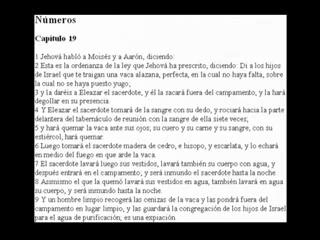 Números
Capítulo 19
1 Jehová habló a Moisés y a Aarón, diciendo:
2 Esta es la ordenanza de la ley que Jehová ha prescrito, diciendo: Di a los hijos
de Israel que te traigan una vaca alazana, perfecta, en la cual no haya falta, sobre
la cual no se haya puesto yugo;
3 y la daréis a Eleazar el sacerdote, y él la sacará fuera del campamento, y la hará
degollar en su presencia.
4 Y Eleazar el sacerdote tomará de la sangre con su dedo, y rociará hacia la parte
delantera del tabernáculo de reunión con la sangre de ella siete veces;
5 y hará quemar la vaca ante sus ojos; su cuero y su carne y su sangre, con su
estiércol, hará quemar.
6 Luego tomará el sacerdote madera de cedro, e hisopo, y escarlata, y lo echará
en medio del fuego en que arde la vaca.
7 El sacerdote lavará luego sus vestidos, lavará también su cuerpo con agua, y
después entrará en el campamento; y será inmundo el sacerdote hasta la noche.
8 Asimismo el que la quemó lavará sus vestidos en agua, también lavará en agua
su cuerpo, y será inmundo hasta la noche.
9 Y un hombre limpio recogerá las cenizas de la vaca y las pondrá fuera del
campamento en lugar limpio, y las guardará la congregación de los hijos de Israel
para el agua de purificación; es una expiación.